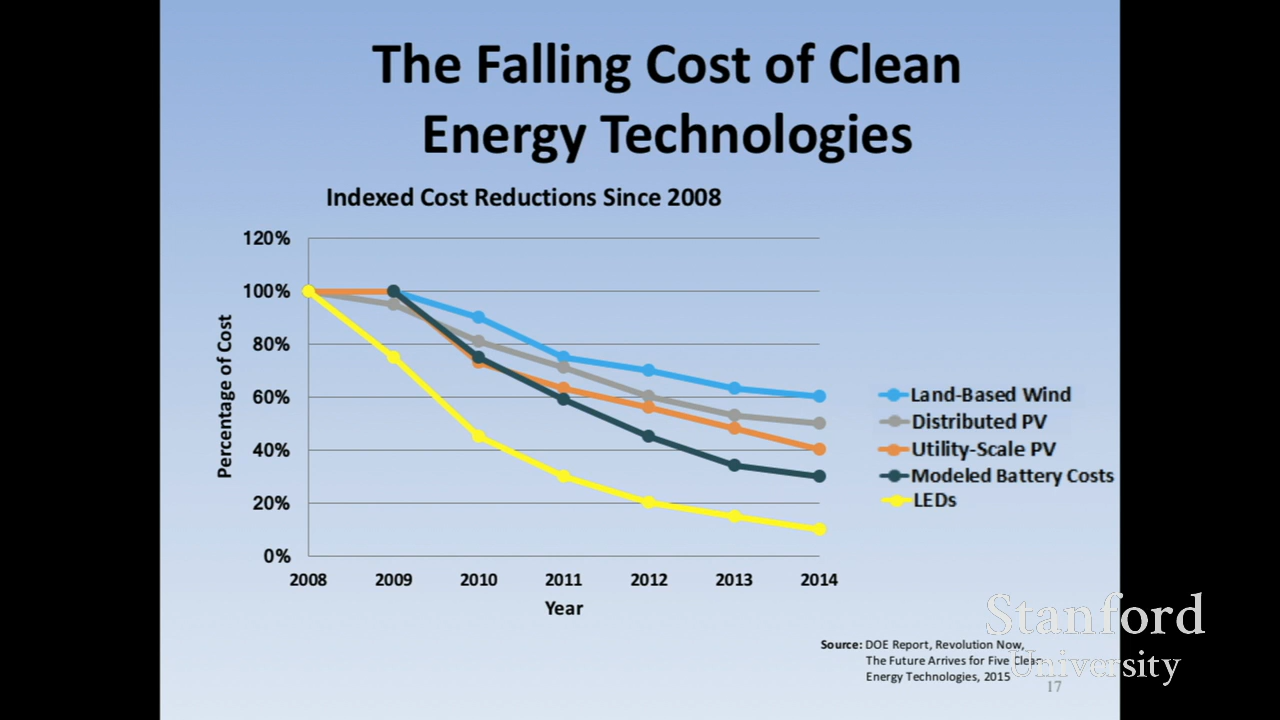 The Falling Cost of Clean
Energy Technologies
Indexed Cost Reductions Since 2008
120%
100%
80%
60%
40%
20%
0%
Percentage of Cost
2008 2009 2010 2011 2012 2013 2014
Year
Land-Based Wind
Distributed PV
Utility-Scale PV
Modeled Battery Costs
LEDs
Source: DOE Report, Revolution Now,
The Future Arrives for Five Clean
Energy Technologies, 2015
17
Stanford
University